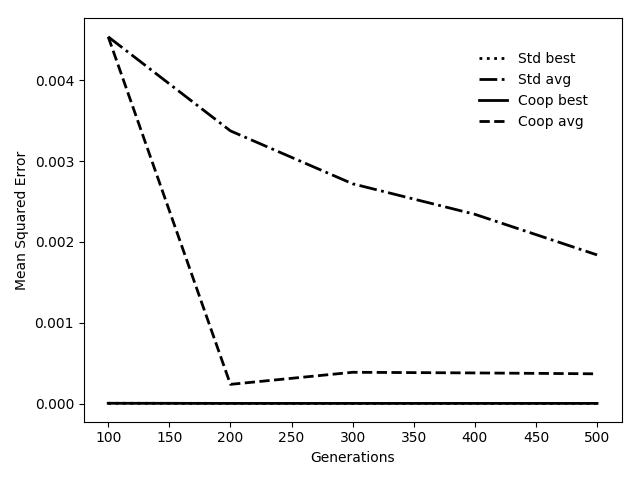 Std best
Std avg
Coop best
Coop avg
Mean Squared Error
0.004
0.003
0.002
0.001
0.000
100 150 200 250 300 350 400 450 500
Generations